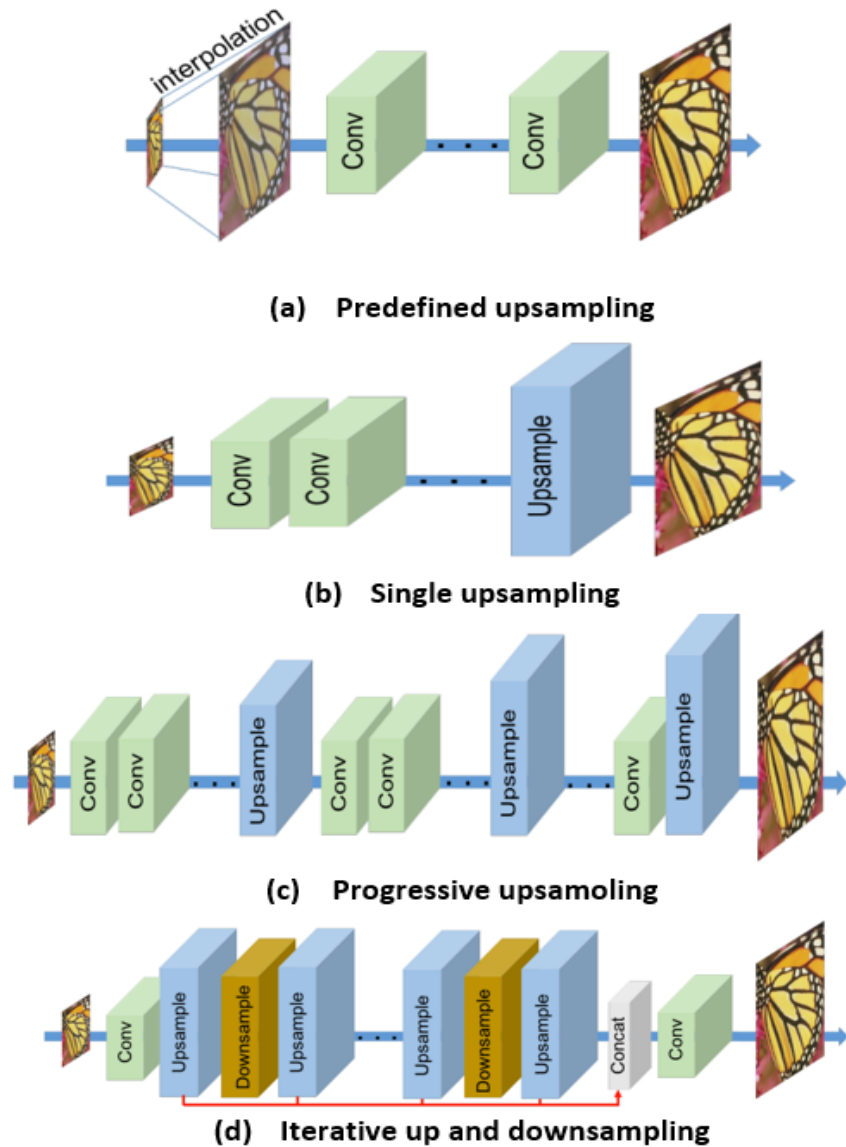 interpolation
Conv
. . .
Conv
(a) Predefined upsampling
Conv
Conv
. . .
Upsample
(b) Single upsampling
Conv
Conv
. . .
Upsample
Conv
Conv
. . .
Upsample
. . .
Conv
Upsample
(c) Progressive upsamoling
Conv
Upsample
Downsample
Upsample
. . .
Upsample
Downsample
Upsample
Concat
Conv
(d) Iterative up and downsampling